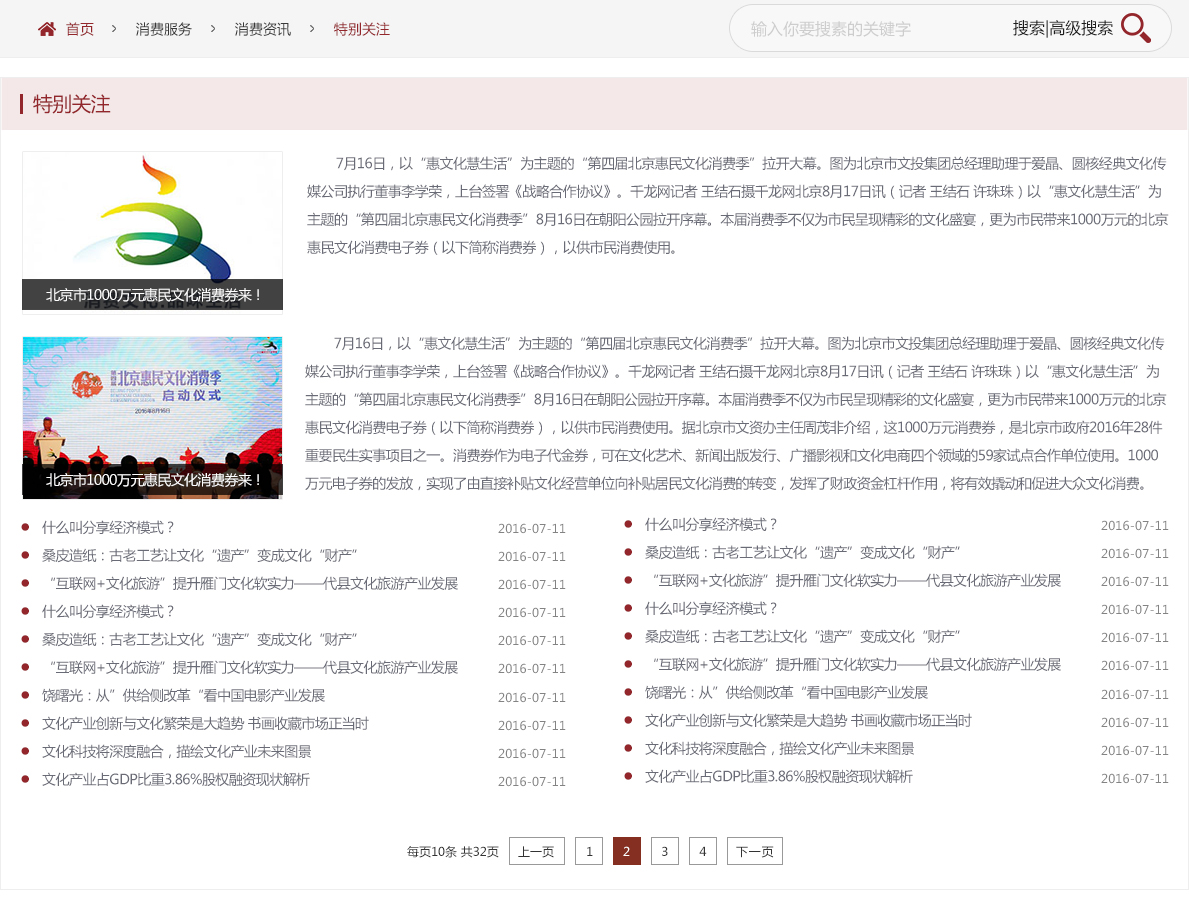 首页 › 消费服务 › 消费资讯 › 特别关注
输入你要搜素的关键字 搜索|高级搜索
特别关注
北京市1000万元惠民文化消费券来！
7月16日，以“惠文化慧生活”为主题的“第四届北京惠民文化消费季”拉开大幕。图为北京市文投集团总经理助理于爱晶、圆核经典文化传
媒公司执行董事李学荣，上台签署《战略合作协议》。千龙网记者 王结石摄千龙网北京8月17日讯（记者 王结石 许珠珠）以“惠文化慧生活”为
主题的“第四届北京惠民文化消费季”8月16日在朝阳公园拉开序幕。本届消费季不仅为市民呈现精彩的文化盛宴，更为市民带来1000万元的北京
惠民文化消费电子券（以下简称消费券），以供市民消费使用。
北京惠民文化消费季
启动仪式
2016年8月16日
北京市1000万元惠民文化消费券来！
7月16日，以“惠文化慧生活”为主题的“第四届北京惠民文化消费季”拉开大幕。图为北京市文投集团总经理助理于爱晶、圆核经典文化传
媒公司执行董事李学荣，上台签署《战略合作协议》。千龙网记者 王结石摄千龙网北京8月17日讯（记者 王结石 许珠珠）以“惠文化慧生活”为
主题的“第四届北京惠民文化消费季”8月16日在朝阳公园拉开序幕。本届消费季不仅为市民呈现精彩的文化盛宴，更为市民带来1000万元的北京
惠民文化消费电子券（以下简称消费券），以供市民消费使用。据北京市文资办主任周茂非介绍，这1000万元消费券，是北京市政府2016年28件
重要民生实事项目之一。消费券作为电子代金券，可在文化艺术、新闻出版发行、广播影视和文化电商四个领域的59家试点合作单位使用。1000
万元电子券的发放，实现了由直接补贴文化经营单位向补贴居民文化消费的转变，发挥了财政资金杠杆作用，将有效撬动和促进大众文化消费。
什么叫分享经济模式？ 2016-07-11
桑皮造纸：古老工艺让文化“遗产”变成文化“财产” 2016-07-11
“互联网+文化旅游”提升雁门文化软实力——代县文化旅游产业发展 2016-07-11
什么叫分享经济模式？ 2016-07-11
桑皮造纸：古老工艺让文化“遗产”变成文化“财产” 2016-07-11
“互联网+文化旅游”提升雁门文化软实力——代县文化旅游产业发展 2016-07-11
饶曙光：从”供给侧改革“看中国电影产业发展 2016-07-11
文化产业创新与文化繁荣是大趋势 书画收藏市场正当时 2016-07-11
文化科技将深度融合，描绘文化产业未来图景 2016-07-11
文化产业占GDP比重3.86%股权融资现状解析 2016-07-11
什么叫分享经济模式？ 2016-07-11
桑皮造纸：古老工艺让文化“遗产”变成文化“财产” 2016-07-11
“互联网+文化旅游”提升雁门文化软实力——代县文化旅游产业发展 2016-07-11
什么叫分享经济模式？ 2016-07-11
桑皮造纸：古老工艺让文化“遗产”变成文化“财产” 2016-07-11
“互联网+文化旅游”提升雁门文化软实力——代县文化旅游产业发展 2016-07-11
饶曙光：从”供给侧改革“看中国电影产业发展 2016-07-11
文化产业创新与文化繁荣是大趋势 书画收藏市场正当时 2016-07-11
文化科技将深度融合，描绘文化产业未来图景 2016-07-11
文化产业占GDP比重3.86%股权融资现状解析 2016-07-11
每页10条 共32页 上一页 1 2 3 4 下一页